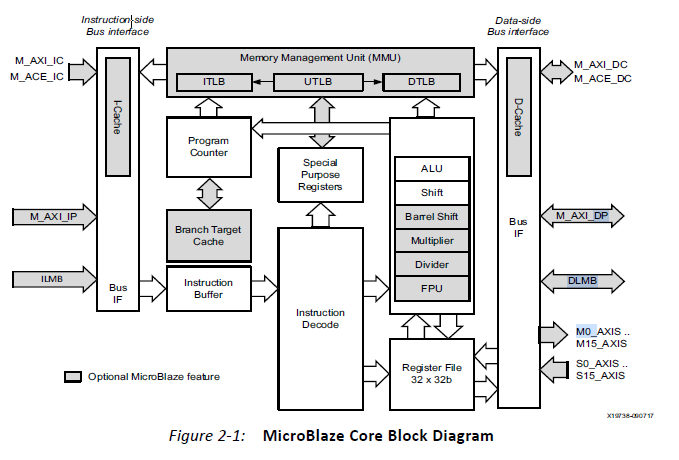 Instruction-side
Bus interface
Data-side
Bus interface
M_AXI_IC
M_ACE_IC
Memory Management Unit (MMU)
ITLB
UTLB
DTLB
M_AXI_DC
M_ACE_DC
I-Cache
D-Cache
Program
Counter
Special
Purpose
Registers
ALU
Shift
Barrel Shift
Multiplier
Divider
FPU
M_AXI_IP
Branch Target
Cache
Bus
IF
M_AXI_DP
ILMB
Bus
IF
Instruction
Buffer
Instruction
Decode
DLMB
Register File
32 x 32b
M0_AXIS ..
M15_AXIS
S0_AXIS ..
S15_AXIS
Optional MicroBlaze feature
X19738-090717
Figure 2-1: MicroBlaze Core Block Diagram